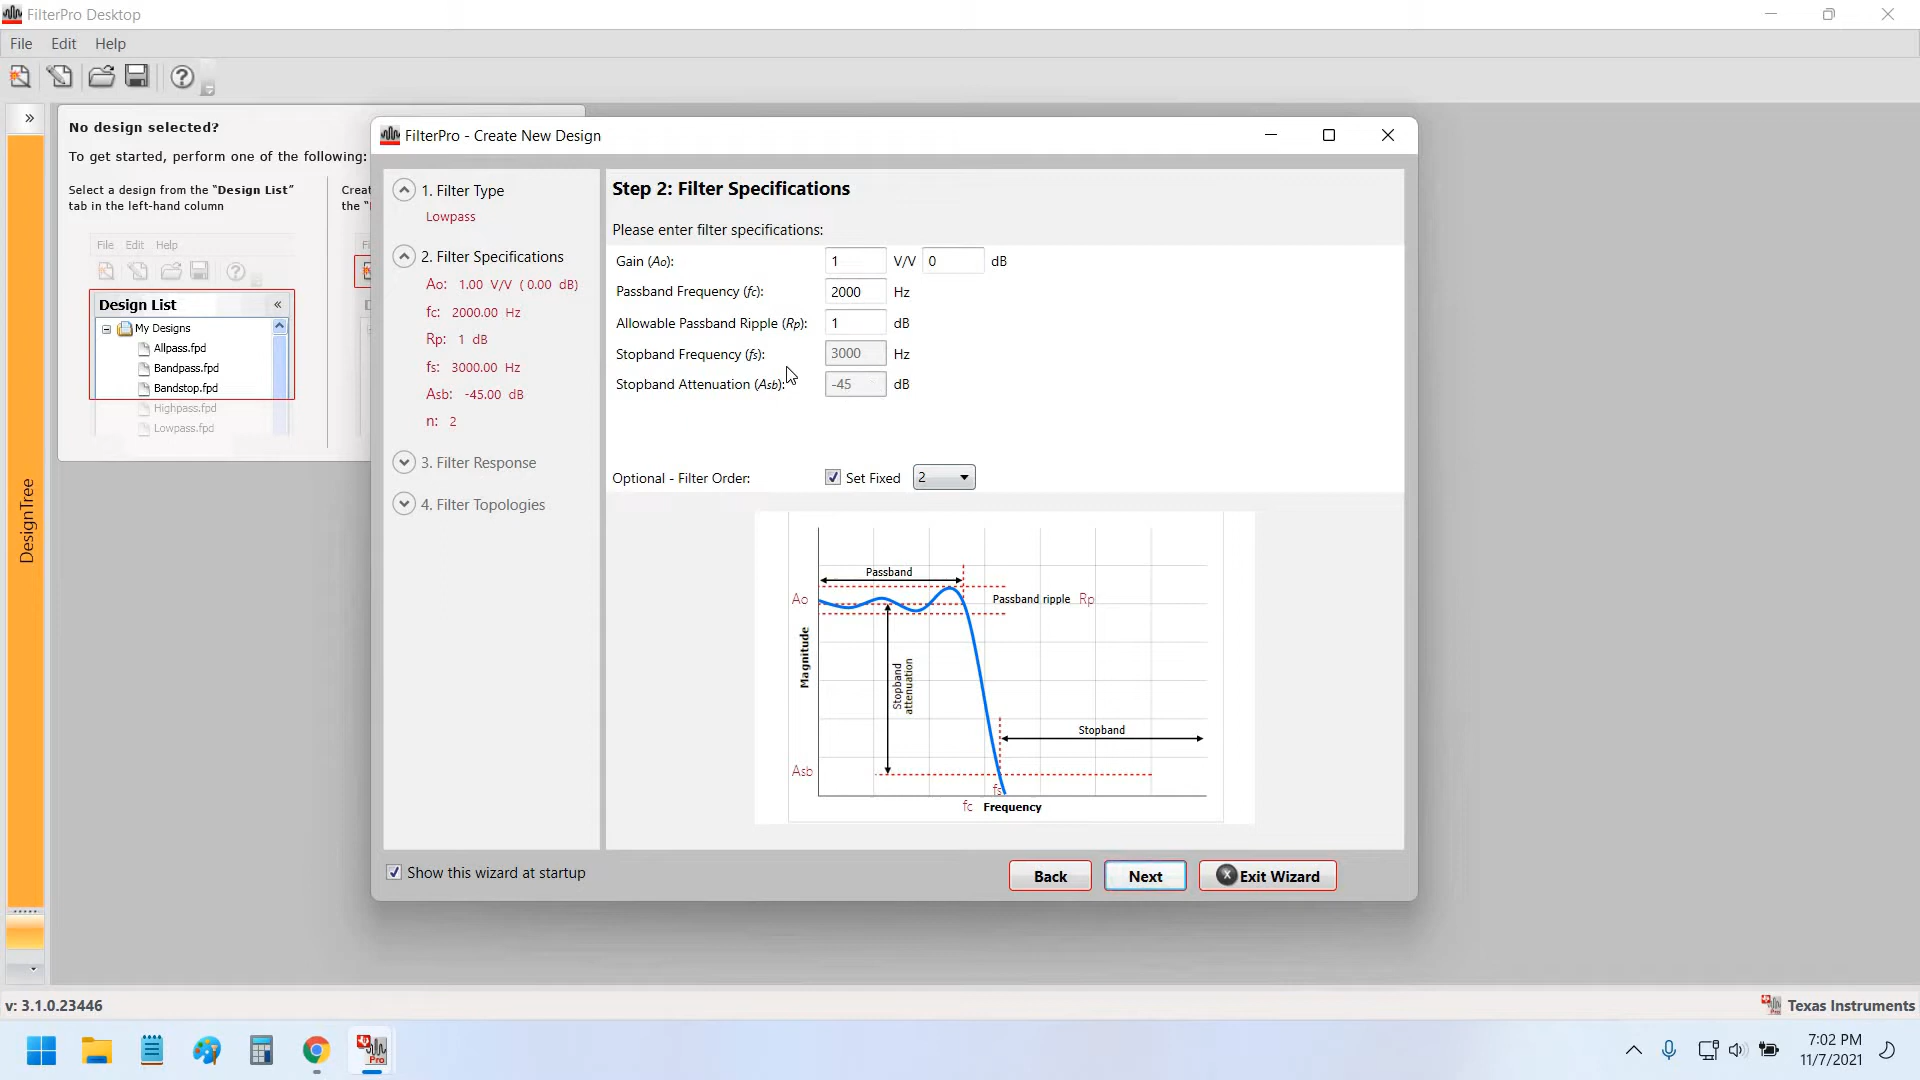 FilterPro Desktop
File Edit Help
No design selected?
To get started, perform one of the following:
Select a design from the "Design List"
tab in the left-hand column
Crea
the "
File Edit Help
Fi
Design List «
My Designs
Allpass.fpd
Bandpass.fpd
Bandstop.fpd
Highpass.fpd
Lowpass.fpd
DesignTree
FilterPro - Create New Design
1. Filter Type
Lowpass
2. Filter Specifications
Ao: 1.00 V/V ( 0.00 dB)
fc: 2000.00 Hz
Rp: 1 dB
fs: 3000.00 Hz
Asb: -45.00 dB
n: 2
3. Filter Response
4. Filter Topologies
Step 2: Filter Specifications
Please enter filter specifications:
Gain (Ao): 1 V/V 0 dB
Passband Frequency (fc): 2000 Hz
Allowable Passband Ripple (Rp): 1 dB
Stopband Frequency (fs): 3000 Hz
Stopband Attenuation (Asb): -45 dB
Optional - Filter Order: Set Fixed 2
Passband
Ao
Passband ripple Rp
Magnitude
Stopband
attenuation
Stopband
Asb
fs
fc Frequency
Show this wizard at startup
Back Next X Exit Wizard
v: 3.1.0.23446
Texas Instruments
Pro
7:02 PM
11/7/2021